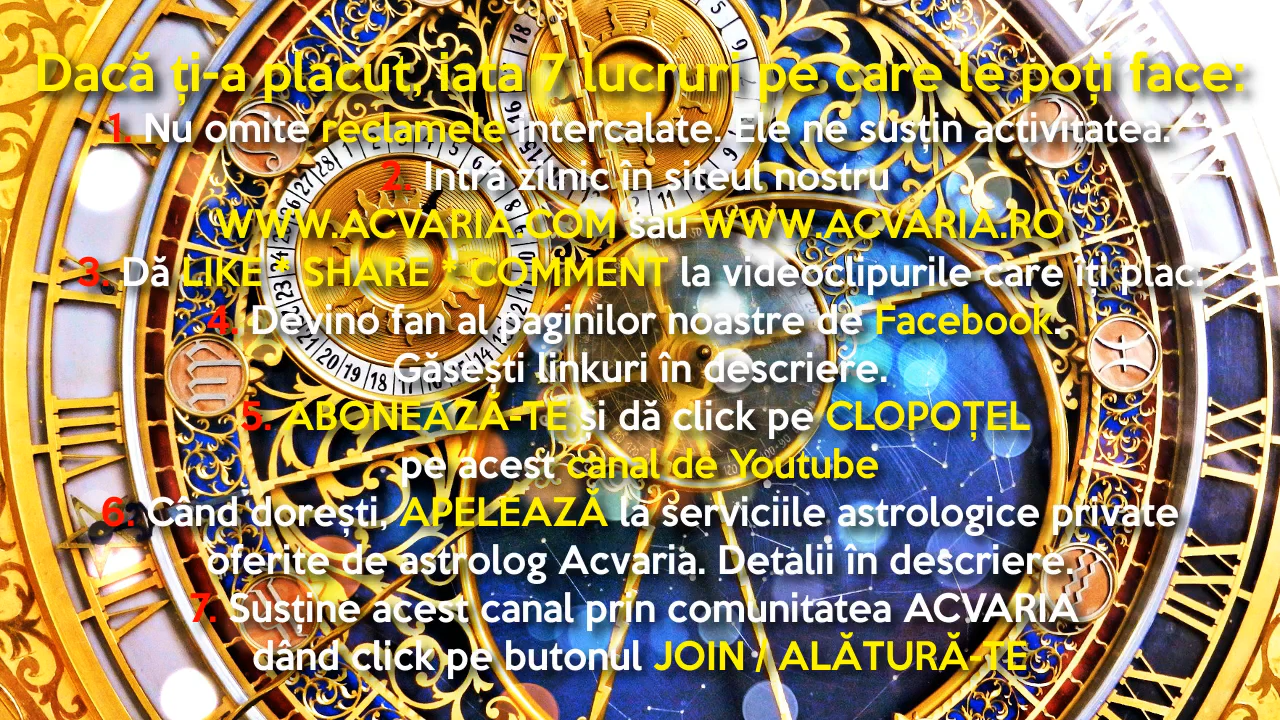 Dacă ți-a plăcut, iată 7 lucruri pe care le poți face:
1. Nu omite reclamele intercalate. Ele ne susțin activitatea.
2. Intră zilnic în siteul nostru
WWW.ACVARIA.COM sau WWW.ACVARIA.RO
3. Dă LIKE * SHARE * COMMENT la videoclipurile care îți plac.
4. Devino fan al paginilor noastre de Facebook.
Găsești linkuri în descriere.
5. ABONEAZĂ-TE și dă click pe CLOPOȚEL
pe acest canal de Youtube
6. Când dorești, APELEAZĂ la serviciile astrologice private
oferite de astrolog Acvaria. Detalii în descriere.
7. Susține acest canal prin comunitatea ACVARIA
dând click pe butonul JOIN / ALĂTURĂ-TE